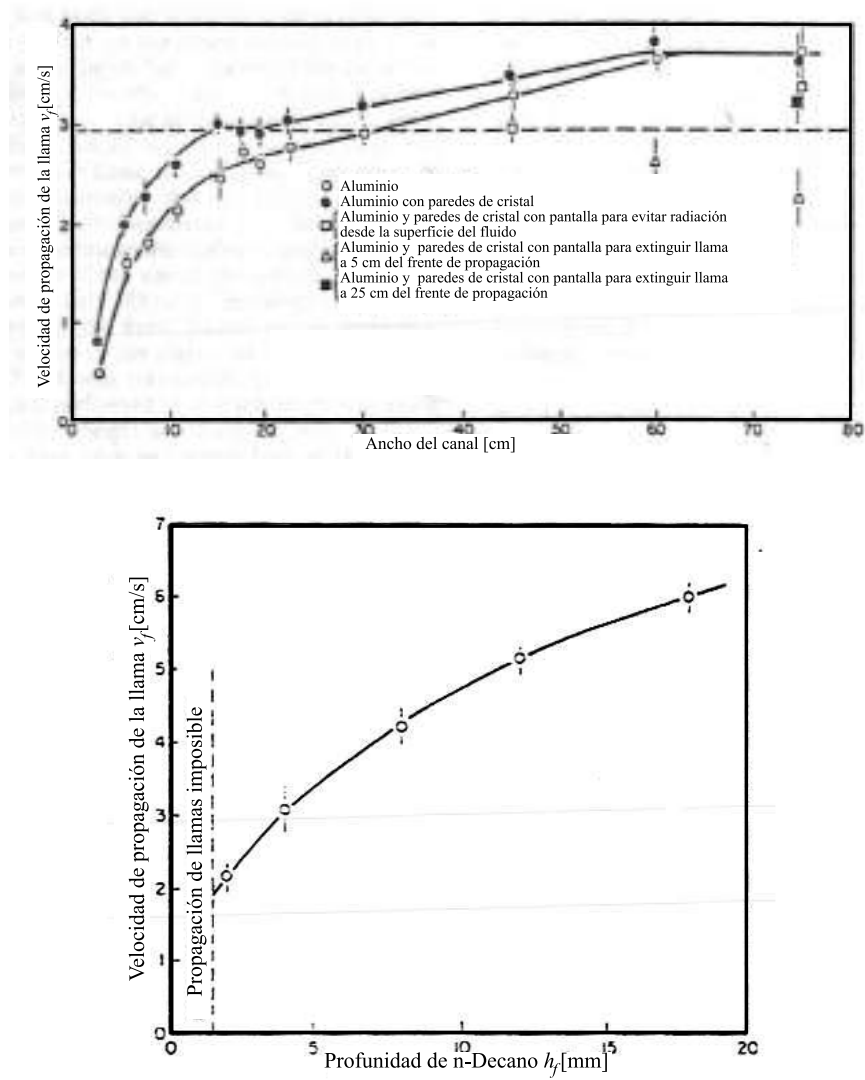 4
3
2
1
0
Velocidad de propagación de la llama vf[cm/s]
Aluminio
Aluminio con paredes de cristal
Aluminio y paredes de cristal con pantalla para evitar radiación
desde la superficie del fluido
Aluminio y paredes de cristal con pantalla para extinguir llama
a 5 cm del frente de propagación
Aluminio y paredes de cristal con pantalla para extinguir llama
a 25 cm del frente de propagación
0 10 20 30 40 50 60 70 80
Ancho del canal [cm]
7
6
5
4
3
2
1
0
Velocidad de propagación de la llama vf[cm/s]
Propagación de llamas imposible
0 5 10 15 20
Profunidad de n-Decano hf[mm]